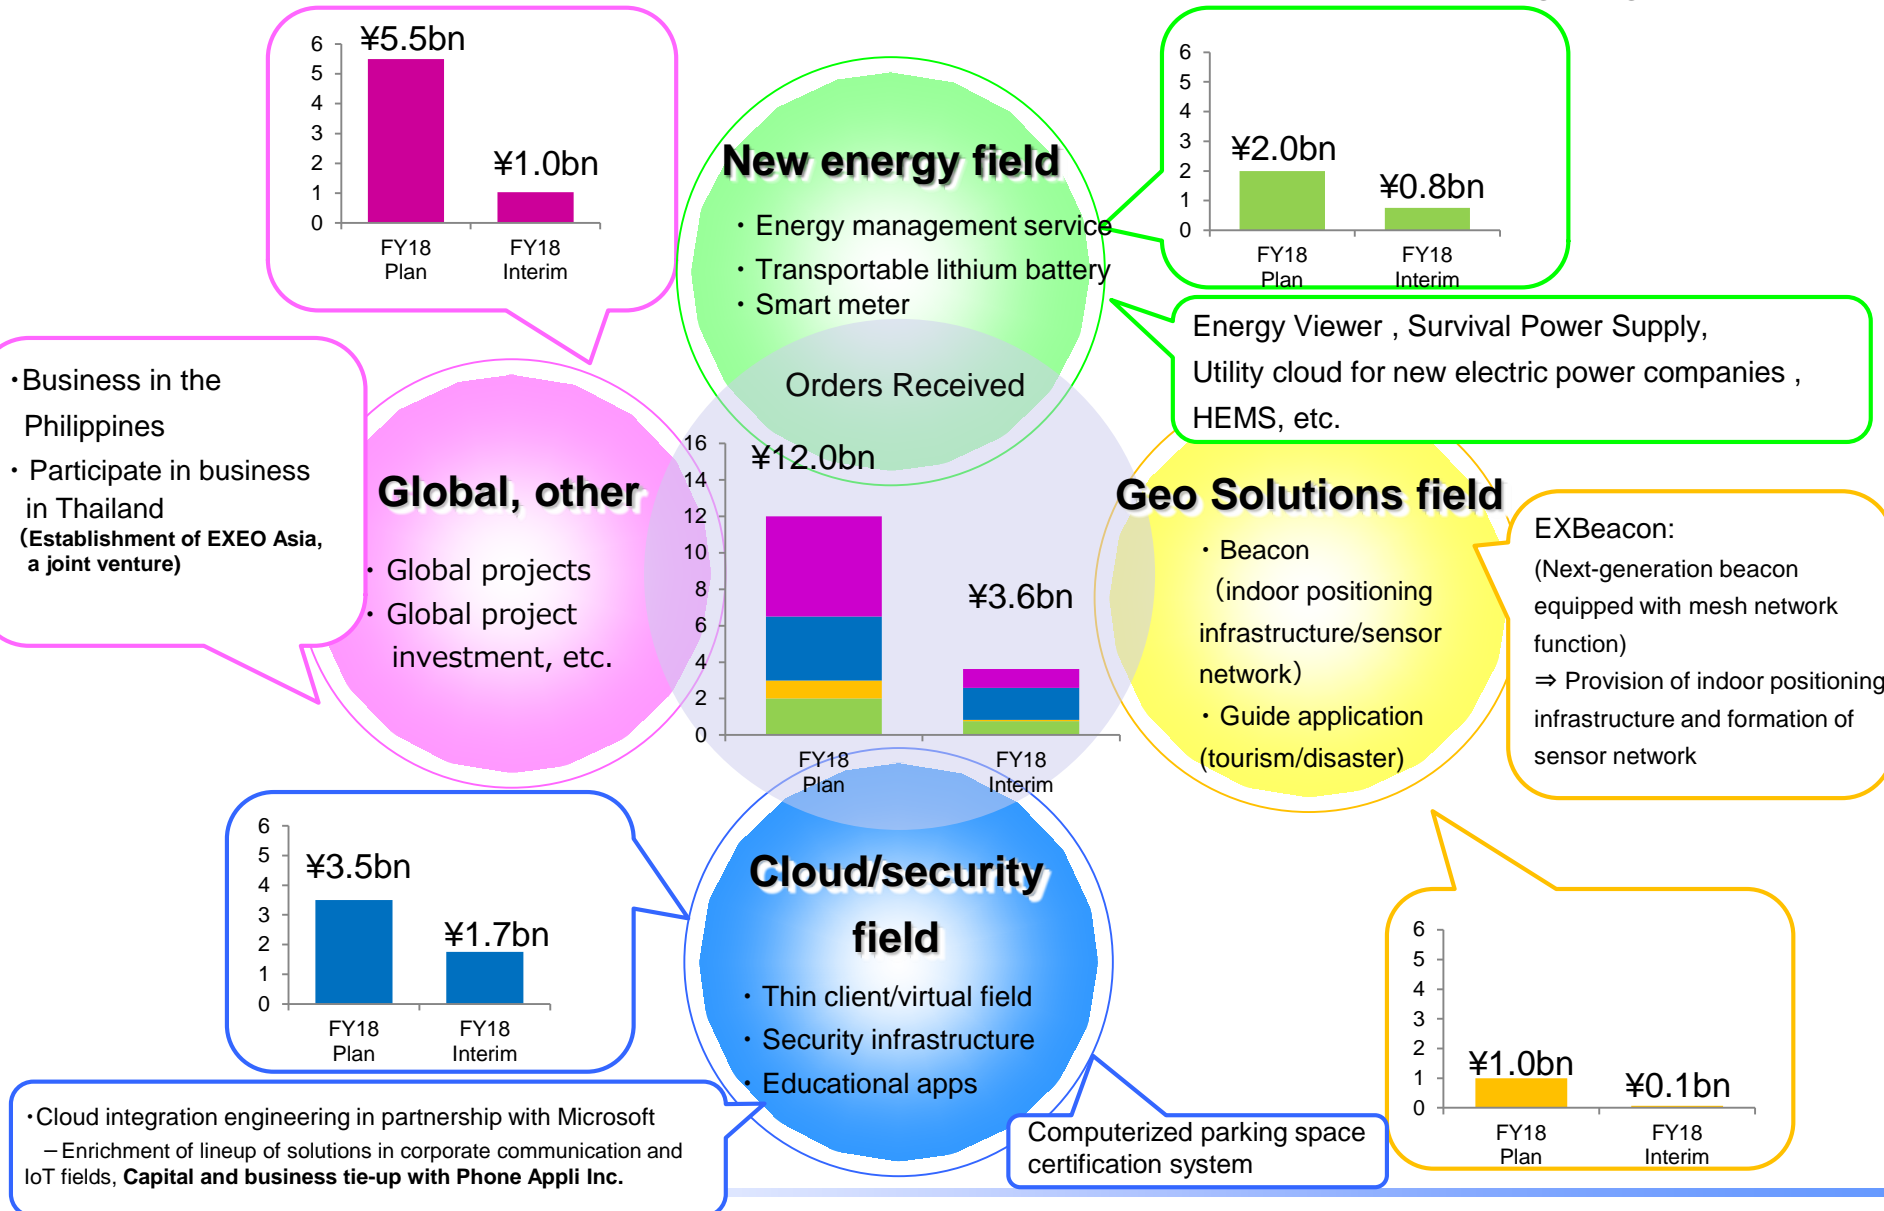 6
5
4
3
2
1
0
¥5.5bn
¥1.0bn
FY18
Plan
FY18
Interim
New energy field
・Energy management service
・Transportable lithium battery
・Smart meter
6
5
4
3
2
1
0
¥2.0bn
¥0.8bn
FY18
Plan
FY18
Interim
Energy Viewer , Survival Power Supply,
Utility cloud for new electric power companies ,
HEMS, etc.
・Business in the
Philippines
・Participate in business
in Thailand
（Establishment of EXEO Asia,
a joint venture)
Global, other
・Global projects
・Global project
investment, etc.
Orders Received
16
14
12
10
8
6
4
2
0
¥12.0bn
¥3.6bn
FY18
Plan
FY18
Interim
Geo Solutions field
・Beacon
（indoor positioning
infrastructure/sensor
network）
・Guide application
(tourism/disaster)
EXBeacon:
(Next-generation beacon
equipped with mesh network
function)
⇒ Provision of indoor positioning
infrastructure and formation of
sensor network
6
5
4
3
2
1
0
¥3.5bn
¥1.7bn
FY18
Plan
FY18
Interim
Cloud/security
field
・Thin client/virtual field
・Security infrastructure
・Educational apps
6
5
4
3
2
1
0
¥1.0bn
¥0.1bn
FY18
Plan
FY18
Interim
・Cloud integration engineering in partnership with Microsoft
－Enrichment of lineup of solutions in corporate communication and
IoT fields, Capital and business tie-up with Phone Appli Inc.
Computerized parking space
certification system